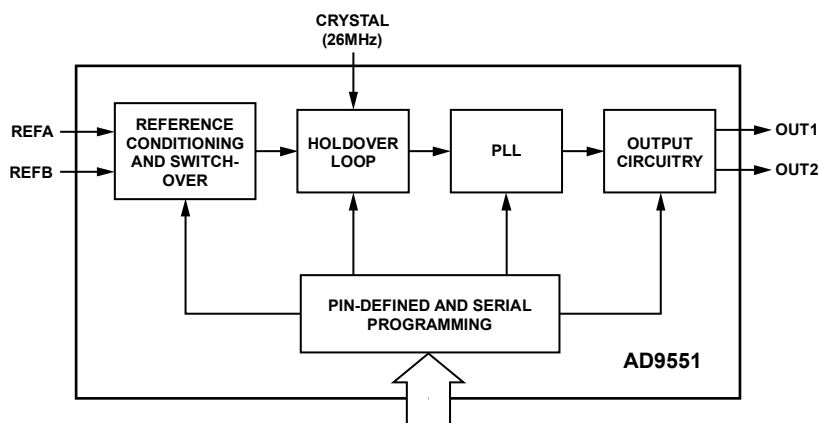 CRYSTAL
(26MHz)
REFA
REFB
REFERENCE
CONDITIONING
AND SWITCH-
OVER
HOLDOVER
LOOP
PLL
OUTPUT
CIRCUITRY
OUT1
OUT2
PIN-DEFINED AND SERIAL
PROGRAMMING
AD9551